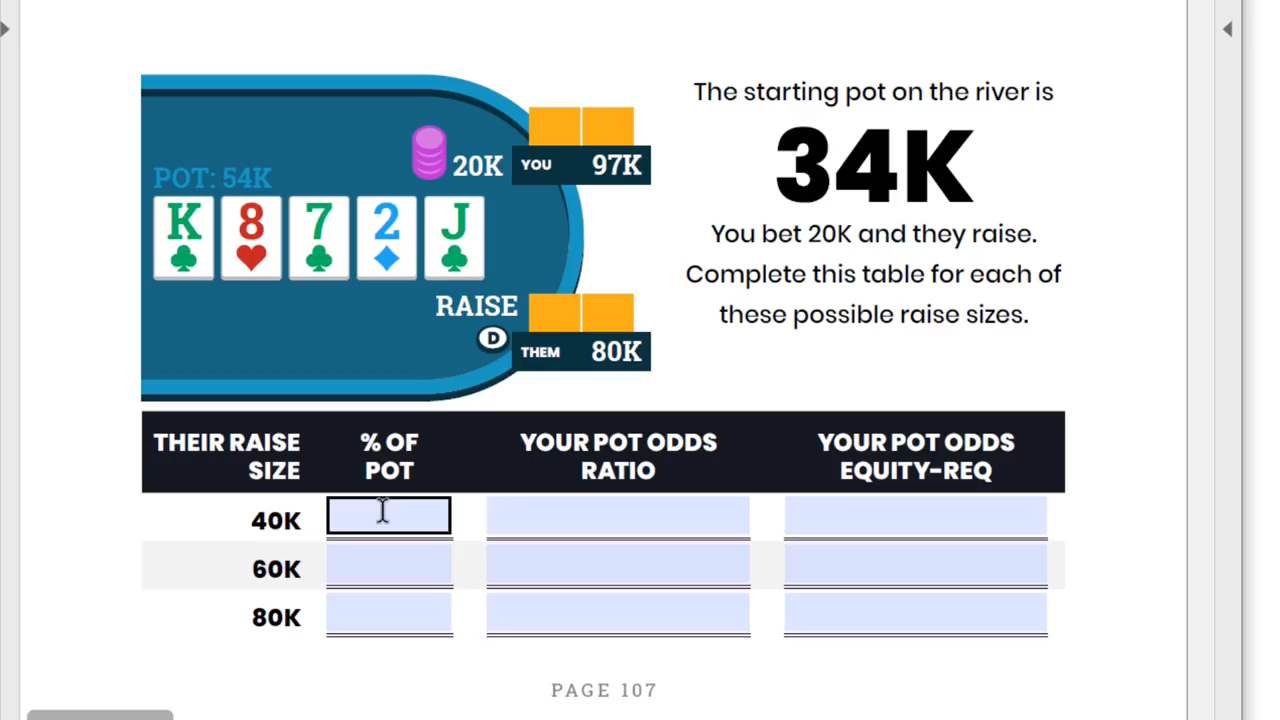 The starting pot on the river is
34K
You bet 20K and they raise.
Complete this table for each of
these possible raise sizes.
20K YOU 97K
POT: 54K
K 8 7 2 J
RAISE
D
THEM 80K
THEIR RAISE SIZE % OF POT YOUR POT ODDS RATIO YOUR POT ODDS EQUITY-REQ
40K
60K
80K
PAGE 107